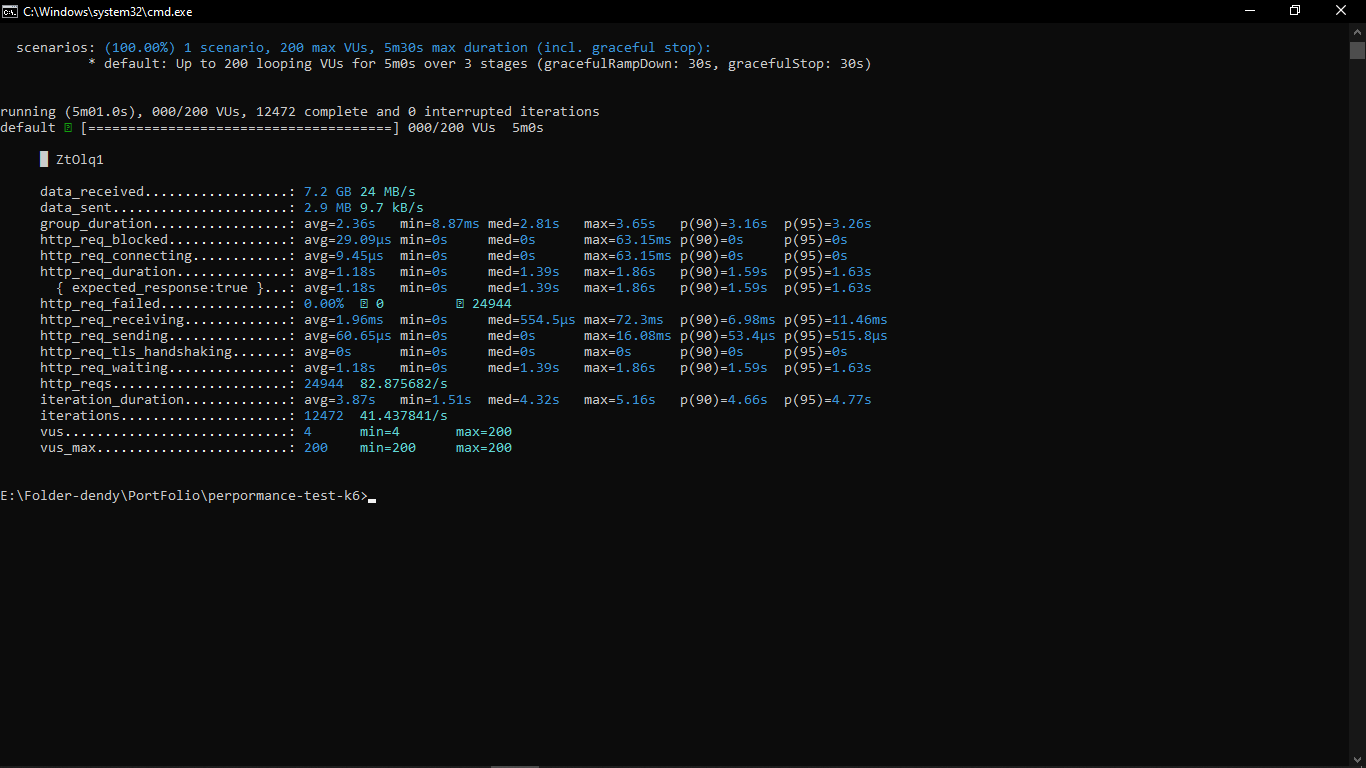 C:\Windows\system32\cmd.exe
scenarios: (100.00%) 1 scenario, 200 max VUs, 5m30s max duration (incl. graceful stop):
* default: Up to 200 looping VUs for 5m0s over 3 stages (gracefulRampDown: 30s, gracefulStop: 30s)
running (5m01.0s), 000/200 VUs, 12472 complete and 0 interrupted iterations
default [======================================] 000/200 VUs  5m0s
█ ZtOlq1
data_received..................: 7.2 GB 24 MB/s
data_sent......................: 2.9 MB 9.7 kB/s
group_duration.................: avg=2.36s   min=8.87ms med=2.81s   max=3.65s   p(90)=3.16s  p(95)=3.26s
http_req_blocked...............: avg=29.09µs min=0s     med=0s      max=63.15ms p(90)=0s     p(95)=0s
http_req_connecting............: avg=9.45µs  min=0s     med=0s      max=63.15ms p(90)=0s     p(95)=0s
http_req_duration..............: avg=1.18s   min=0s     med=1.39s   max=1.86s   p(90)=1.59s  p(95)=1.63s
{ expected_response:true }...: avg=1.18s   min=0s     med=1.39s   max=1.86s   p(90)=1.59s  p(95)=1.63s
http_req_failed................: 0.00%  0          24944
http_req_receiving.............: avg=1.96ms  min=0s     med=554.5µs max=72.3ms  p(90)=6.98ms p(95)=11.46ms
http_req_sending...............: avg=60.65µs min=0s     med=0s      max=16.08ms p(90)=53.4µs p(95)=515.8µs
http_req_tls_handshaking.......: avg=0s      min=0s     med=0s      max=0s      p(90)=0s     p(95)=0s
http_req_waiting...............: avg=1.18s   min=0s     med=1.39s   max=1.86s   p(90)=1.59s  p(95)=1.63s
http_reqs......................: 24944  82.875682/s
iteration_duration.............: avg=3.87s   min=1.51s  med=4.32s   max=5.16s   p(90)=4.66s  p(95)=4.77s
iterations.....................: 12472  41.437841/s
vus............................: 4      min=4       max=200
vus_max........................: 200    min=200     max=200
E:\Folder-dendy\PortFolio\perpormance-test-k6>